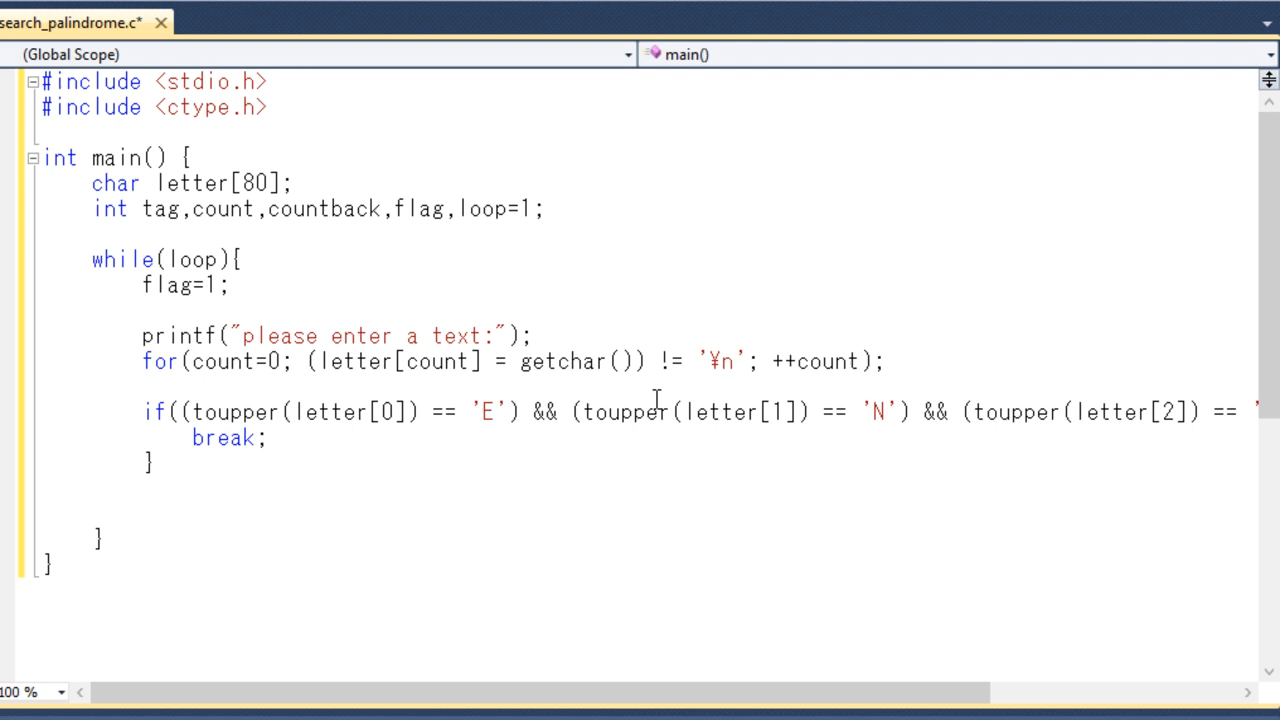 search_palindrome.c*
(Global Scope) main()
#include <stdio.h>
#include <ctype.h>
int main() {
char letter[80];
int tag,count,countback,flag,loop=1;
while(loop){
flag=1;
printf("please enter a text:");
for(count=0; (letter[count] = getchar()) != '¥n'; ++count);
if((toupper(letter[0]) == 'E') && (toupper(letter[1]) == 'N') && (toupper(letter[2]) == '
break;
}
}
}
100 %